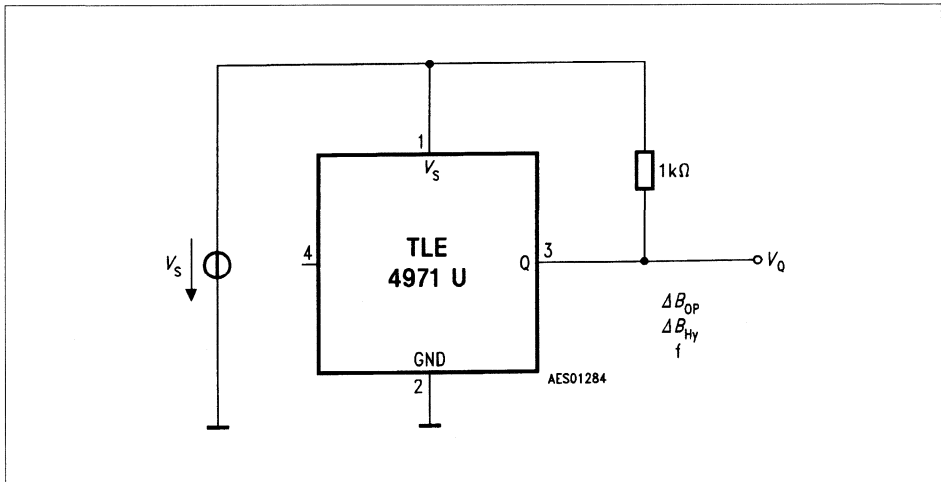 1
V_S
1kΩ
TLE
4971 U
4
Q
3
V_Q
V_S
ΔB_OP
ΔB_Hy
f
GND
2
AES01284